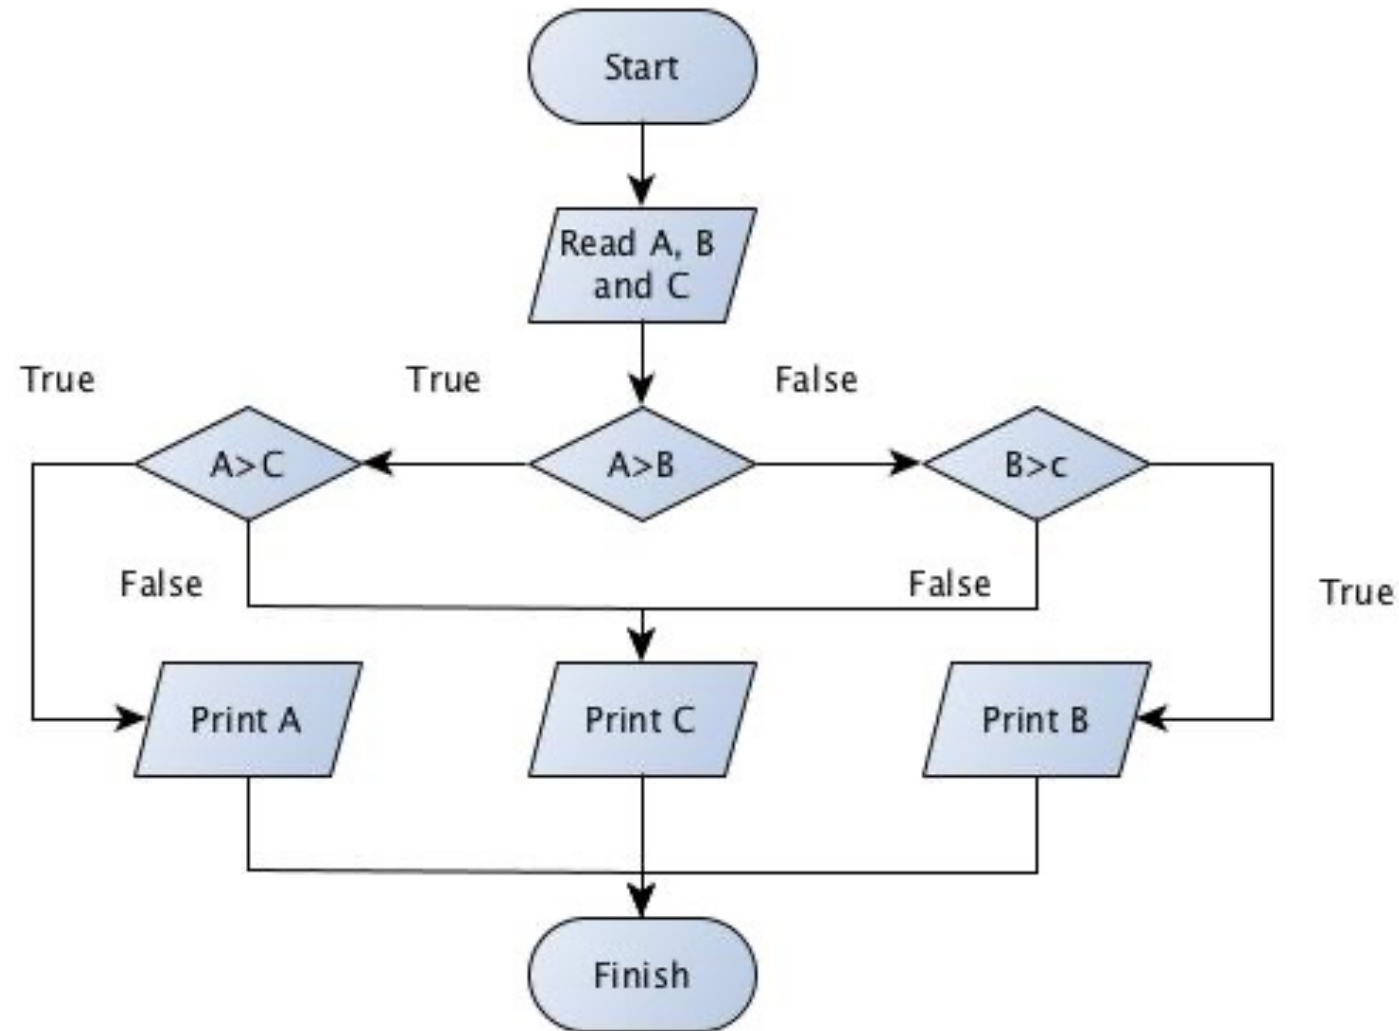 Start
Read A, B
and C
True
True
False
A>C
A>B
B>c
False
False
True
Print A
Print C
Print B
Finish